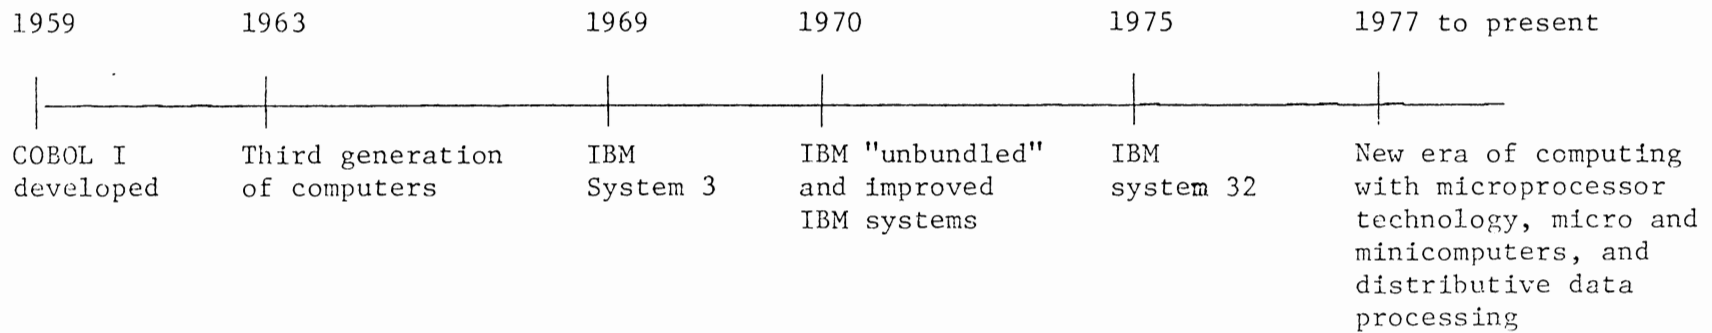 1959 1963 1969 1970 1975 1977 to present
COBOL I
developed
Third generation
of computers
IBM
System 3
IBM "unbundled"
and improved
IBM systems
IBM
system 32
New era of computing
with microprocessor
technology, micro and
minicomputers, and
distributive data
processing